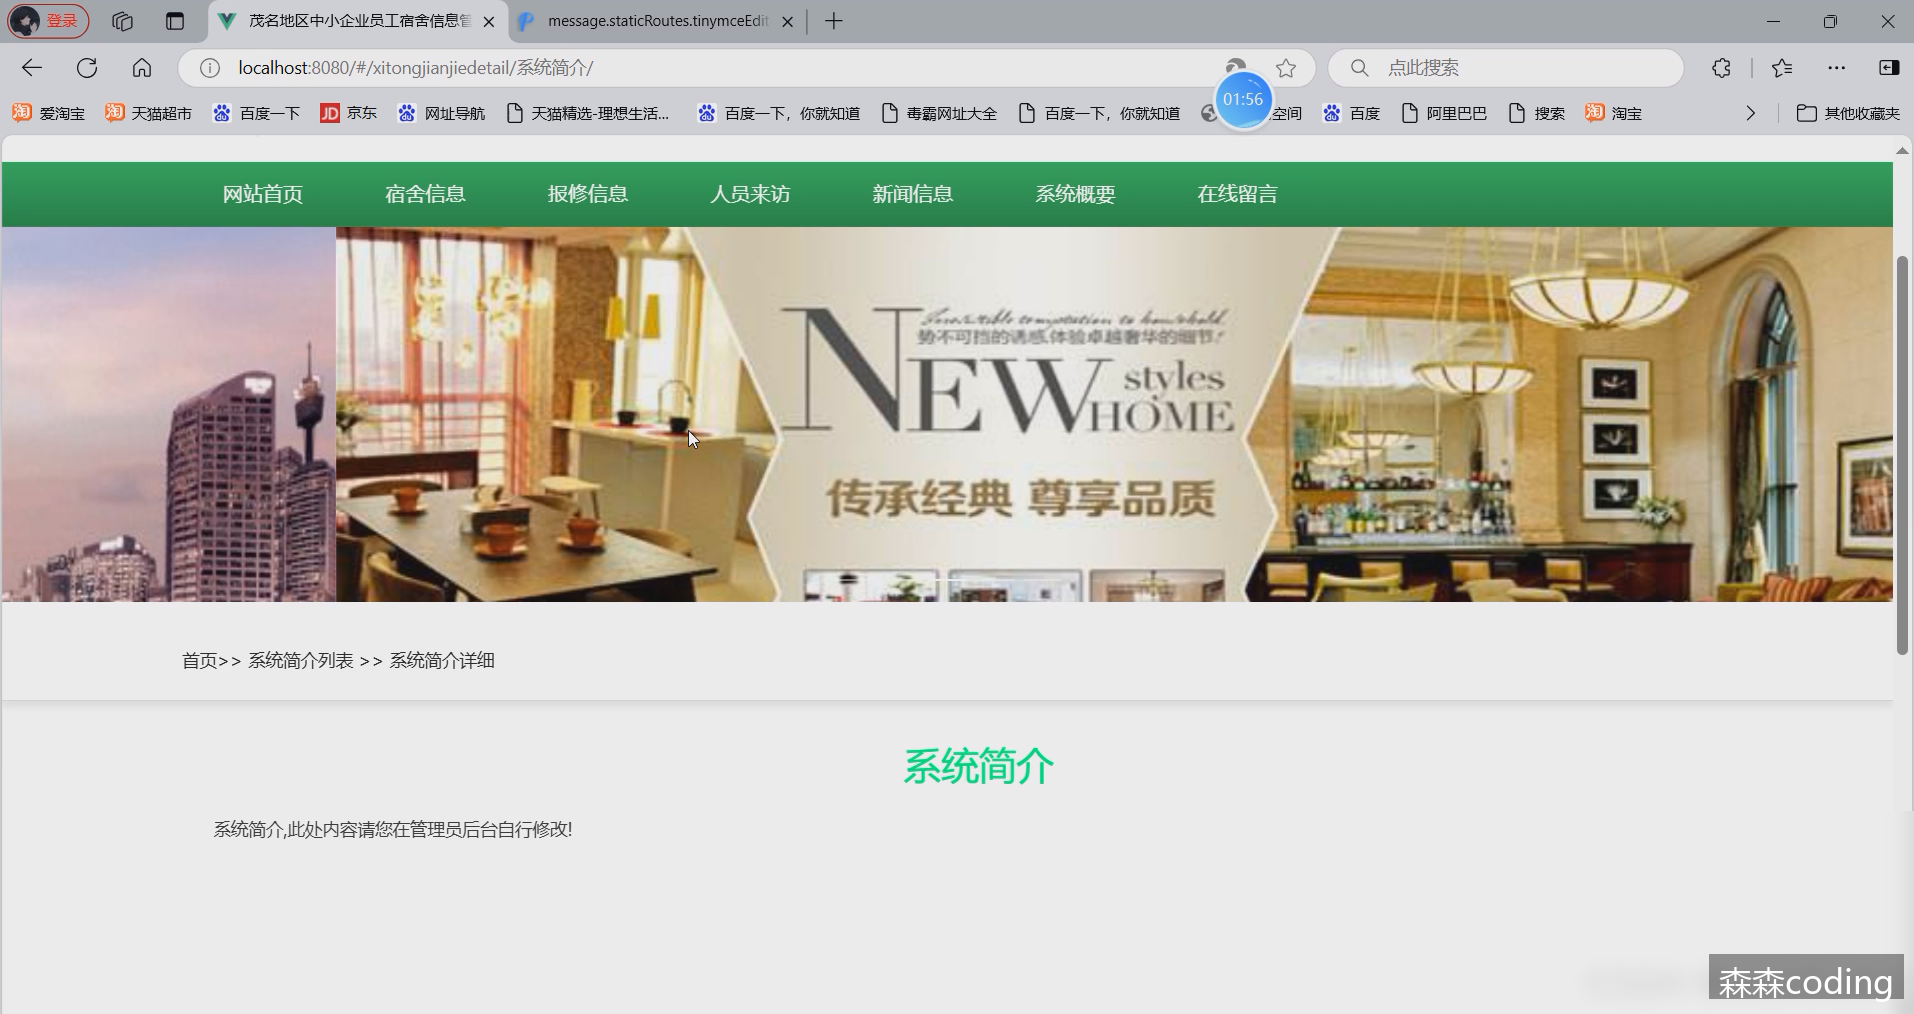 登录
茂名地区中小企业员工宿舍信息管
message.staticRoutes.tinymceEdit
localhost:8080/#/xitongjianjiedetail/系统简介/
点此搜索
01:56
爱淘宝 天猫超市 百度一下 京东 网址导航 天猫精选-理想生活... 百度一下，你就知道 毒霸网址大全 百度一下，你就知道 空间 百度 阿里巴巴 搜索 淘宝 其他收藏夹
网站首页 宿舍信息 报修信息 人员来访 新闻信息 系统概要 在线留言
Irresistible temptation to household
势不可挡的诱惑,体验卓越奢华的细节!
NEW styles
HOME
传承经典 尊享品质
首页>> 系统简介列表 >> 系统简介详细
系统简介
系统简介,此处内容请您在管理员后台自行修改!
森森coding